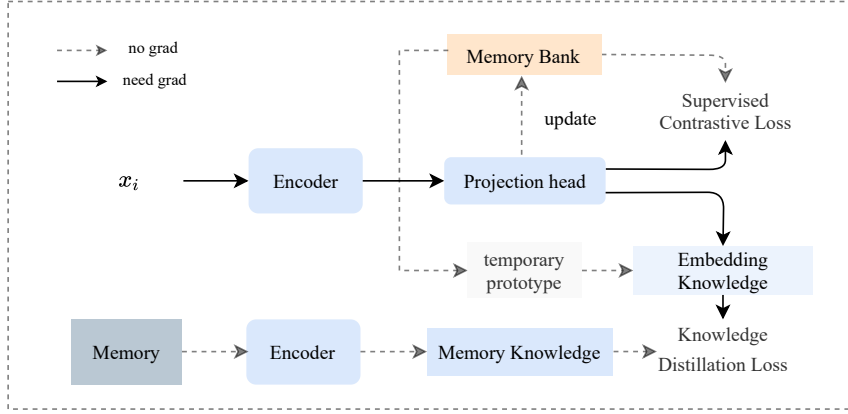 no grad
need grad
Memory Bank
update
Supervised
Contrastive Loss
x_i
Encoder
Projection head
temporary
prototype
Embedding
Knowledge
Memory
Encoder
Memory Knowledge
Knowledge
Distillation Loss